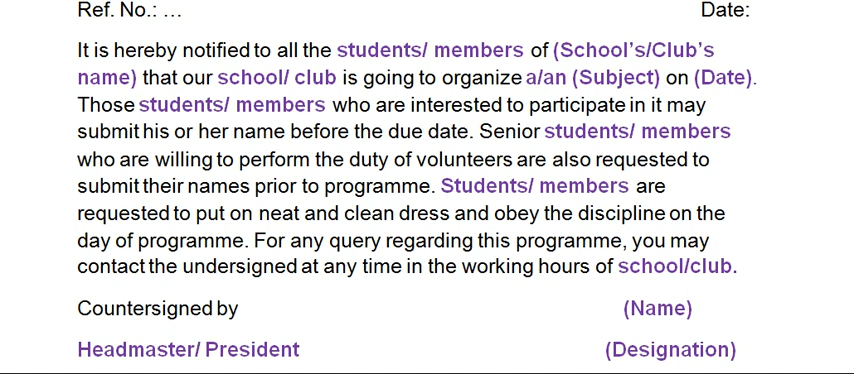 Ref. No.: ... Date:
It is hereby notified to all the students/ members of (School's/Club's
name) that our school/ club is going to organize a/an (Subject) on (Date).
Those students/ members who are interested to participate in it may
submit his or her name before the due date. Senior students/ members
who are willing to perform the duty of volunteers are also requested to
submit their names prior to programme. Students/ members are
requested to put on neat and clean dress and obey the discipline on the
day of programme. For any query regarding this programme, you may
contact the undersigned at any time in the working hours of school/club.
Countersigned by (Name)
Headmaster/ President (Designation)